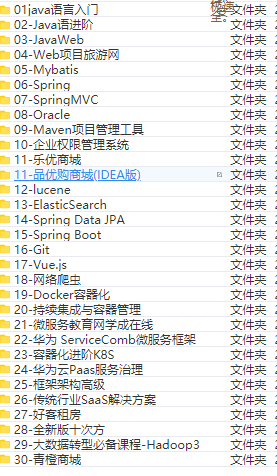 01java语言入门 文件夹
02-Java语进阶 文件夹
03-JavaWeb 文件夹
04-Web项目旅游网 文件夹
05-Mybatis 文件夹
06-Spring 文件夹
07-SpringMVC 文件夹
08-Oracle 文件夹
09-Maven项目管理工具 文件夹
10-企业权限管理系统 文件夹
11-乐优商城 文件夹
11-品优购商城(IDEA版) 文件夹
12-lucene 文件夹
13-ElasticSearch 文件夹
14-Spring Data JPA 文件夹
15-Spring Boot 文件夹
16-Git 文件夹
17-Vue.js 文件夹
18-网络爬虫 文件夹
19-Docker容器化 文件夹
20-持续集成与容器管理 文件夹
21-微服务教育网学成在线 文件夹
22-华为 ServiceComb微服务框架 文件夹
23-容器化进阶K8S 文件夹
24-华为云Paas服务治理 文件夹
25-框架架构高级 文件夹
26-传统行业SaaS解决方案 文件夹
27-好客租房 文件夹
28-全新版十次方 文件夹
29-大数据转型必备课程-Hadoop3 文件夹
30-青橙商城 文件夹